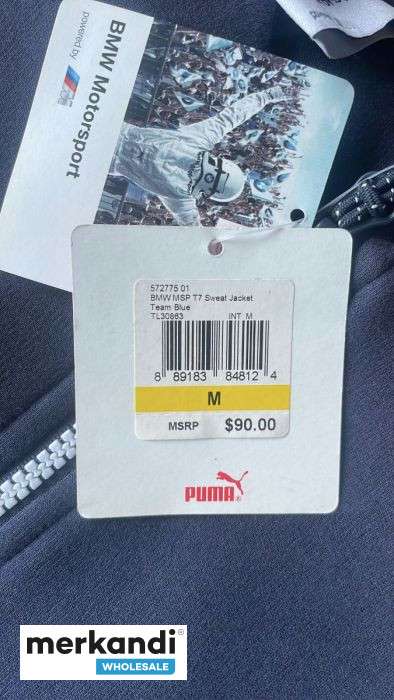 BMW Motorsport
powered by
572775 01
BMW MSP T7 Sweat Jacket
Team Blue
TL30863 INT M
8 89183 84812 4
M
MSRP $90.00
PUMA®
merkandi®
WHOLESALE